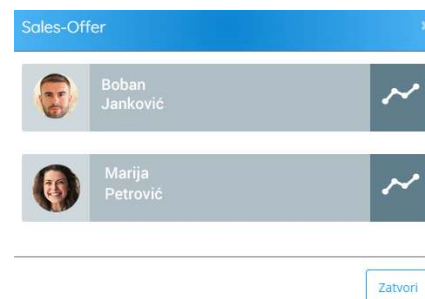 Sales-Offer
Boban
Janković
Marija
Petrović
Zatvori